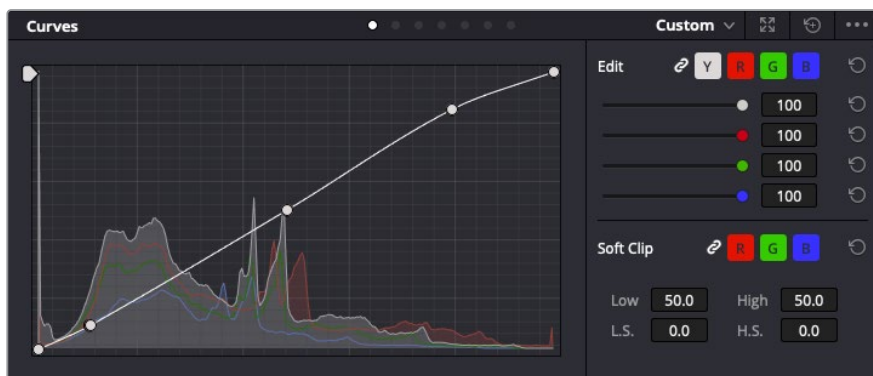 Curves
Custom
Edit Y R G B
100
100
100
100
Soft Clip R G B
Low 50.0 High 50.0
L.S. 0.0 H.S. 0.0